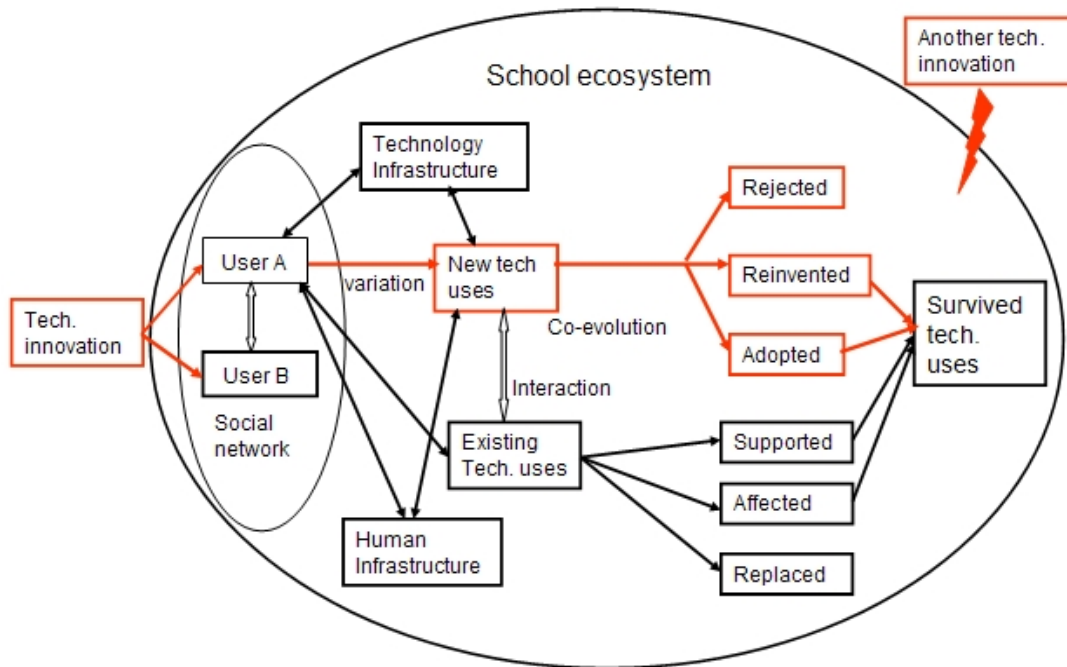 Another tech.
innovation
School ecosystem
Technology
Infrastructure
Rejected
User A
variation
New tech
uses
Reinvented
Survived
tech.
uses
Tech.
innovation
Co-evolution
Adopted
User B
Interaction
Social
network
Existing
Tech. uses
Supported
Affected
Human
Infrastructure
Replaced